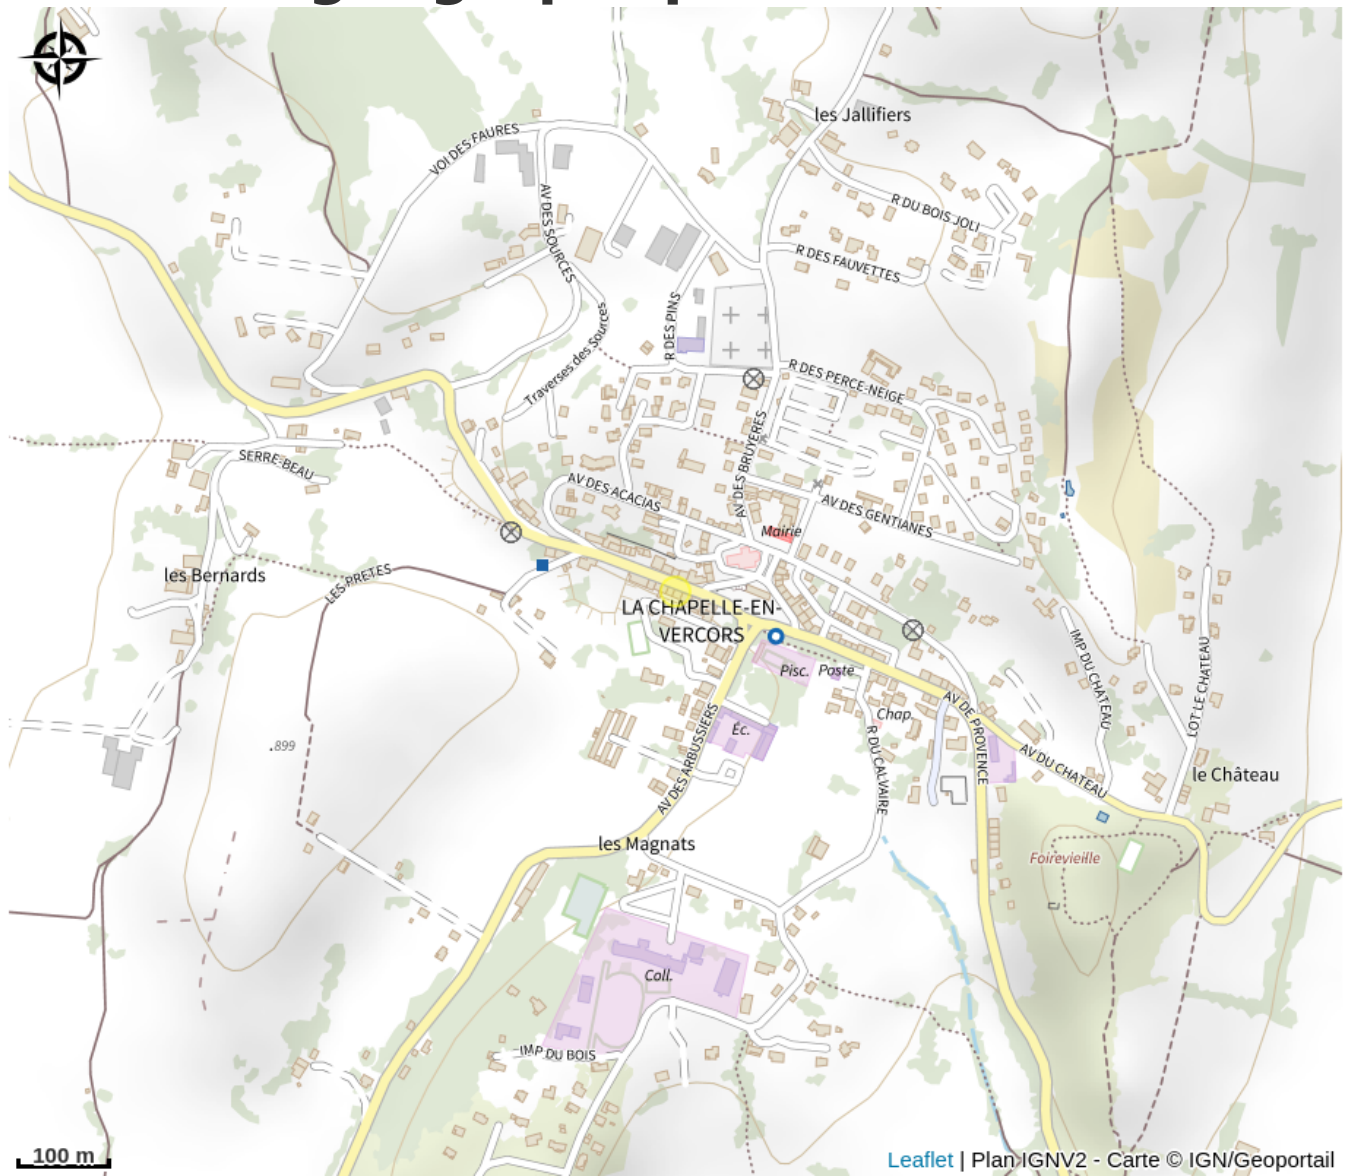 les Jallifiers
VOI DES FAURES
AV DES SOURCES
R DU BOIS JOLI
R DES FAUVETTES
R DES PINS
Traverses des Sources
R DES PERCE-NEIGE
AV DES BRUYERES
SERRE-BEAU
AV DES ACACIAS
AV DES GENTIANES
Mairie
les Bernards
LES PRETES
LA CHAPELLE-EN-
VERCORS
IMP DU CHATEAU
LOT LE CHATEAU
Pisc.
Poste
Chap.
Éc.
AV DE PROVENCE
R DU CALVAIRE
AV DES ARBUSSIERS
.899
AV DU CHATEAU
le Château
les Magnats
Foirevieille
Coll.
IMP DU BOIS
100 m
Leaflet | Plan IGNV2 - Carte © IGN/Geoportail